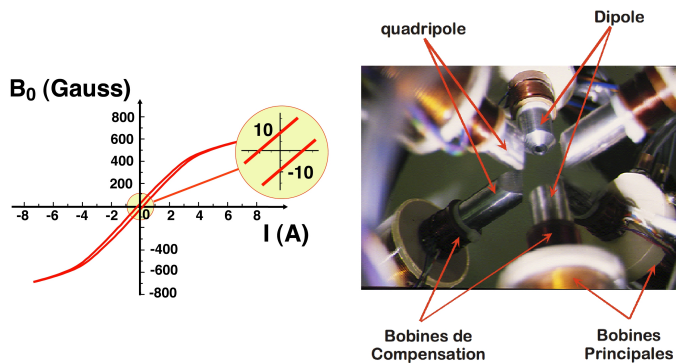 B₀ (Gauss)
800
600
400
200
-8 -6 -4 -2 0 2 4 6 8
I (A)
-400
-600
-800
10
-10
quadripole
Dipole
Bobines de
Compensation
Bobines
Principales